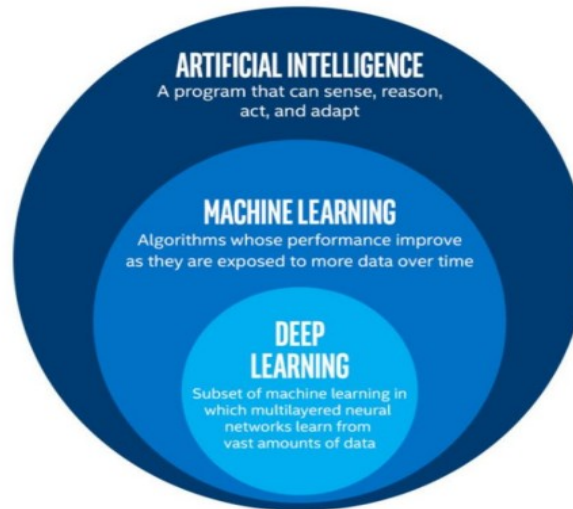 ARTIFICIAL INTELLIGENCE
A program that can sense, reason,
act, and adapt
MACHINE LEARNING
Algorithms whose performance improve
as they are exposed to more data over time
DEEP
LEARNING
Subset of machine learning in
which multilayered neural
networks learn from
vast amounts of data